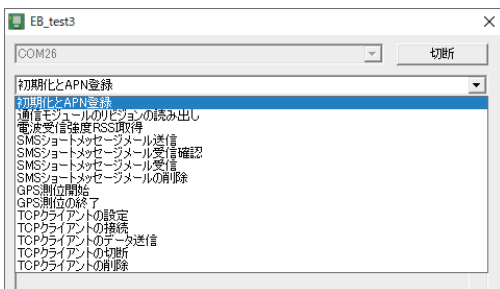 EB_test3
COM26
切断
初期化とAPN登録
初期化とAPN登録
通信モジュールのリビジョンの読み出し
電波受信強度RSSI取得
SMSショートメッセージメール送信
SMSショートメッセージメール受信確認
SMSショートメッセージメール受信
SMSショートメッセージメールの削除
GPS測位開始
GPS測位の終了
TCPクライアントの設定
TCPクライアントの接続
TCPクライアントのデータ送信
TCPクライアントの切断
TCPクライアントの削除